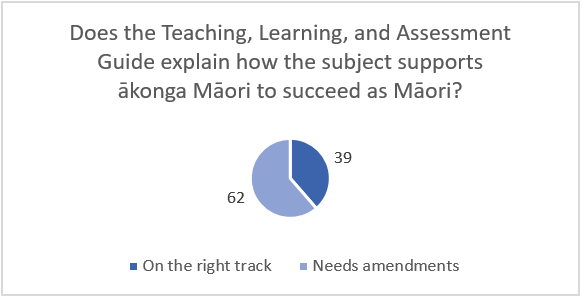 Does the Teaching, Learning, and Assessment
Guide explain how the subject supports
ākonga Māori to succeed as Māori?
39
62
On the right track
Needs amendments